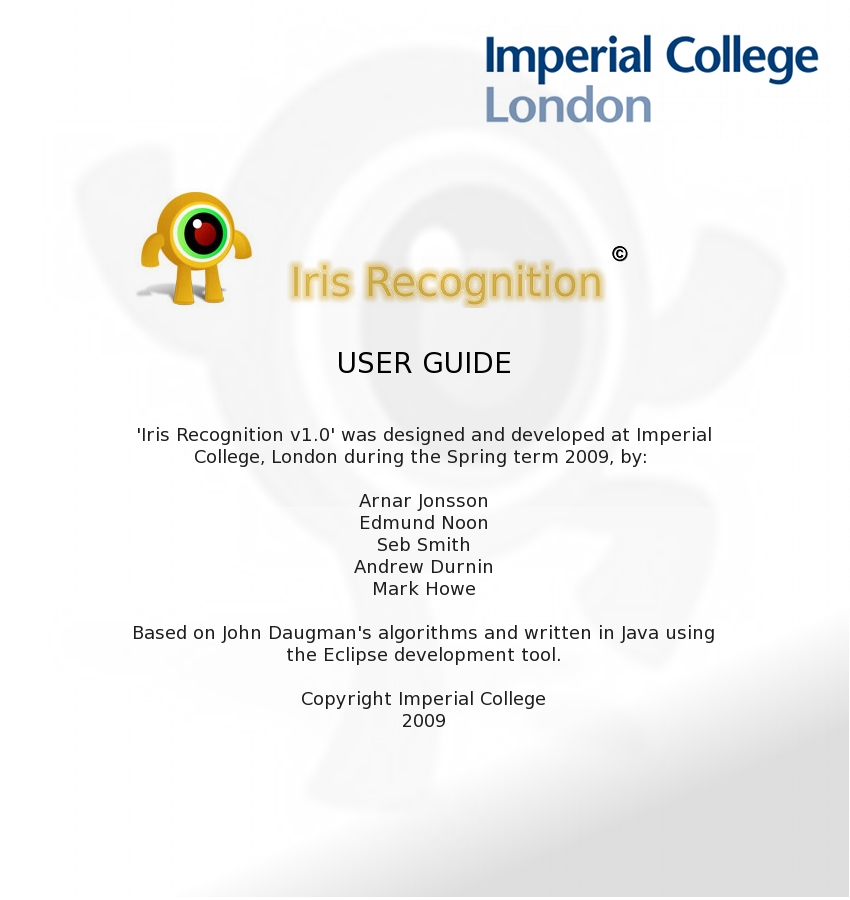 Imperial College
London
©
Iris Recognition
USER GUIDE
'Iris Recognition v1.0' was designed and developed at Imperial
College, London during the Spring term 2009, by:
Arnar Jonsson
Edmund Noon
Seb Smith
Andrew Durnin
Mark Howe
Based on John Daugman's algorithms and written in Java using
the Eclipse development tool.
Copyright Imperial College
2009